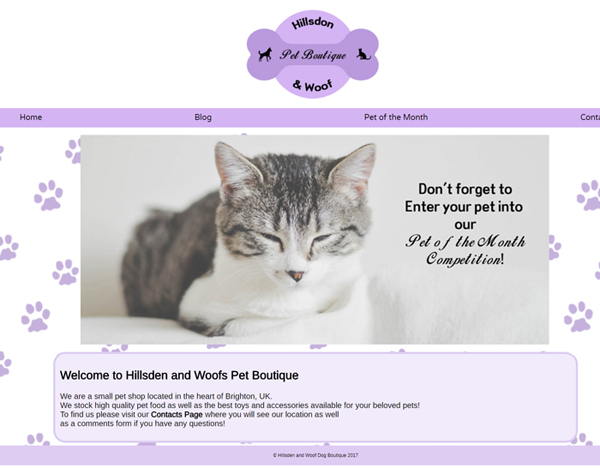 Hillsdon
Pet Boutique
& Woof
Home Blog Pet of the Month
Don't forget to
Enter your pet into
our
Pet of the Month
Competition!
Welcome to Hillsden and Woofs Pet Boutique
We are a small pet shop located in the heart of Brighton, UK.
We stock high quality pet food as well as the best toys and accessories available for your beloved pets!
To find us please visit our Contacts Page where you will see our location as well
as a comments form if you have any questions!
© Hillsden and Woof Dog Boutique 2017